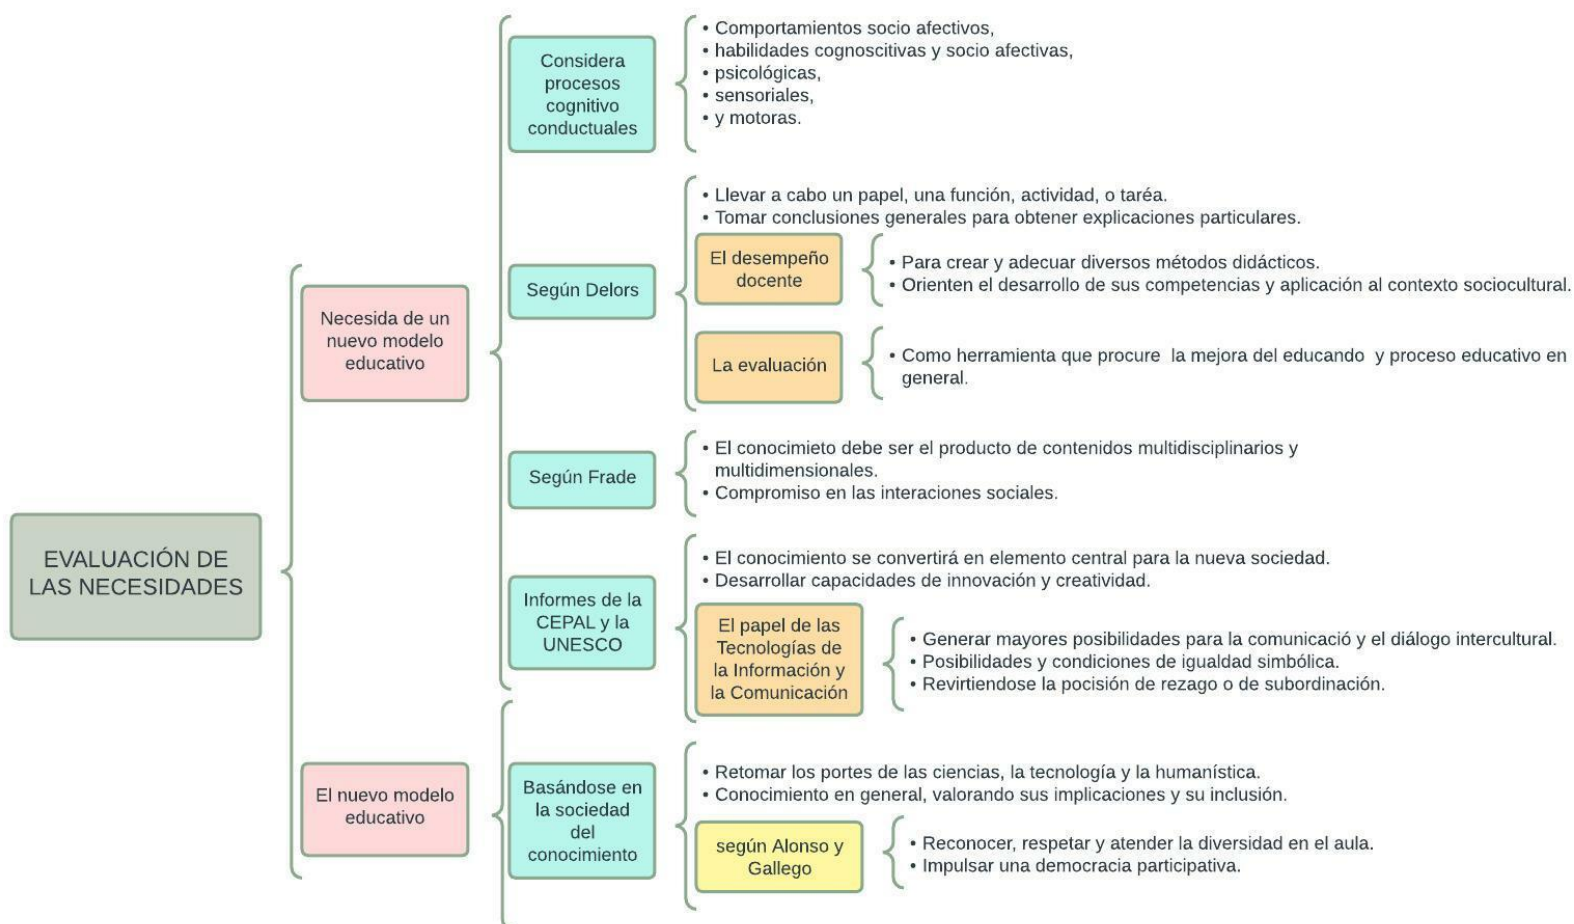 EVALUACIÓN DE
LAS NECESIDADES
Necesida de un
nuevo modelo
educativo
Considera
procesos
cognitivo
conductuales
• Comportamientos socio afectivos,
• habilidades cognoscitivas y socio afectivas,
• psicológicas,
• sensoriales,
• y motoras.
Según Delors
• Llevar a cabo un papel, una función, actividad, o taréa.
• Tomar conclusiones generales para obtener explicaciones particulares.
El desempeño
docente
• Para crear y adecuar diversos métodos didácticos.
• Orienten el desarrollo de sus competencias y aplicación al contexto sociocultural.
La evaluación
• Como herramienta que procure la mejora del educando y proceso educativo en
general.
Según Frade
• El conocimieto debe ser el producto de contenidos multidisciplinarios y
multidimensionales.
• Compromiso en las interaciones sociales.
Informes de la
CEPAL y la
UNESCO
• El conocimiento se convertirá en elemento central para la nueva sociedad.
• Desarrollar capacidades de innovación y creatividad.
El papel de las
Tecnologías de
la Información y
la Comunicación
• Generar mayores posibilidades para la comunicació y el diálogo intercultural.
• Posibilidades y condiciones de igualdad simbólica.
• Revirtiendose la pocisión de rezago o de subordinación.
El nuevo modelo
educativo
Basándose en
la sociedad
del
conocimiento
• Retomar los portes de las ciencias, la tecnología y la humanística.
• Conocimiento en general, valorando sus implicaciones y su inclusión.
según Alonso y
Gallego
• Reconocer, respetar y atender la diversidad en el aula.
• Impulsar una democracia participativa.